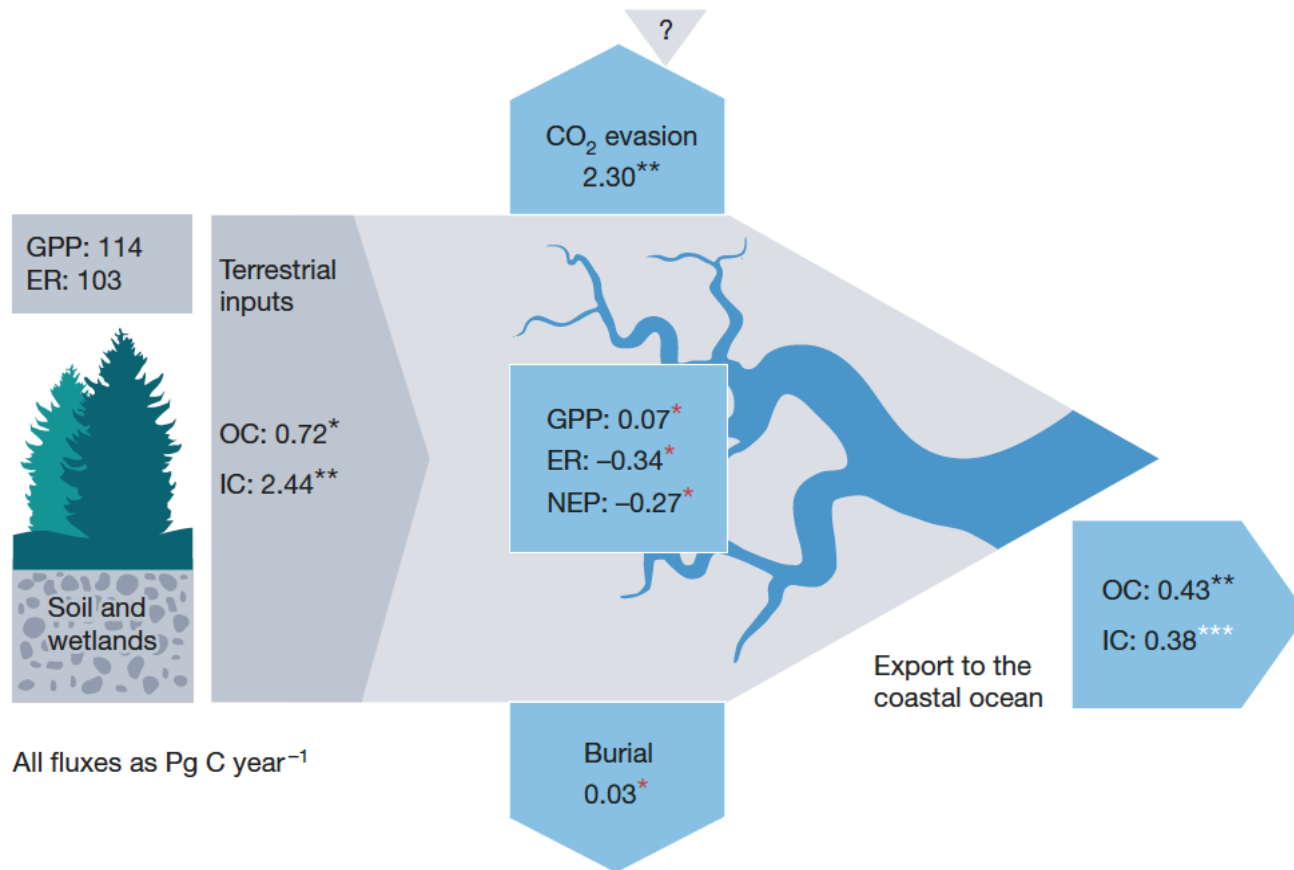 ?
CO₂ evasion
2.30**
GPP: 114
ER: 103
Terrestrial
inputs
OC: 0.72*
IC: 2.44**
GPP: 0.07*
ER: –0.34*
NEP: –0.27*
Soil and
wetlands
OC: 0.43**
IC: 0.38***
Export to the
coastal ocean
Burial
0.03*
All fluxes as Pg C year⁻¹